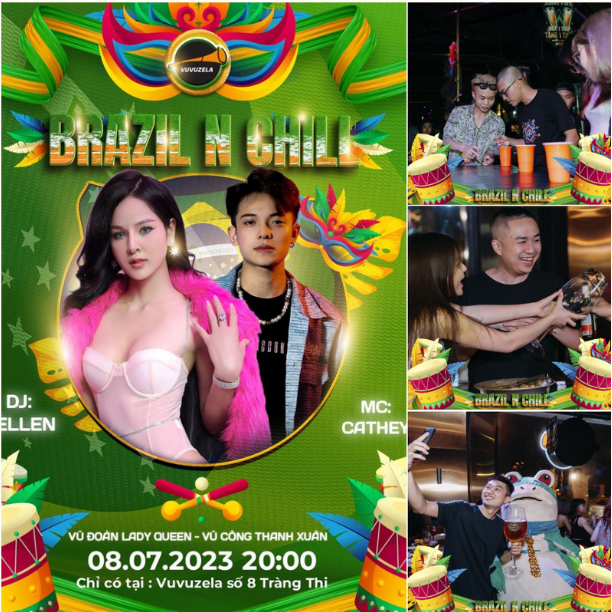 VUVUZELA
BRAZIL N CHILL
DJ:
ELLEN
MC:
CATHEY
VŨ ĐOÀN LADY QUEEN - VŨ CÔNG THANH XUÂN
08.07.2023 20:00
Chỉ có tại : Vuvuzela số 8 Tràng Thi
BRAZIL N CHILL
BRAZIL N CHILL
BRAZIL N CHILL